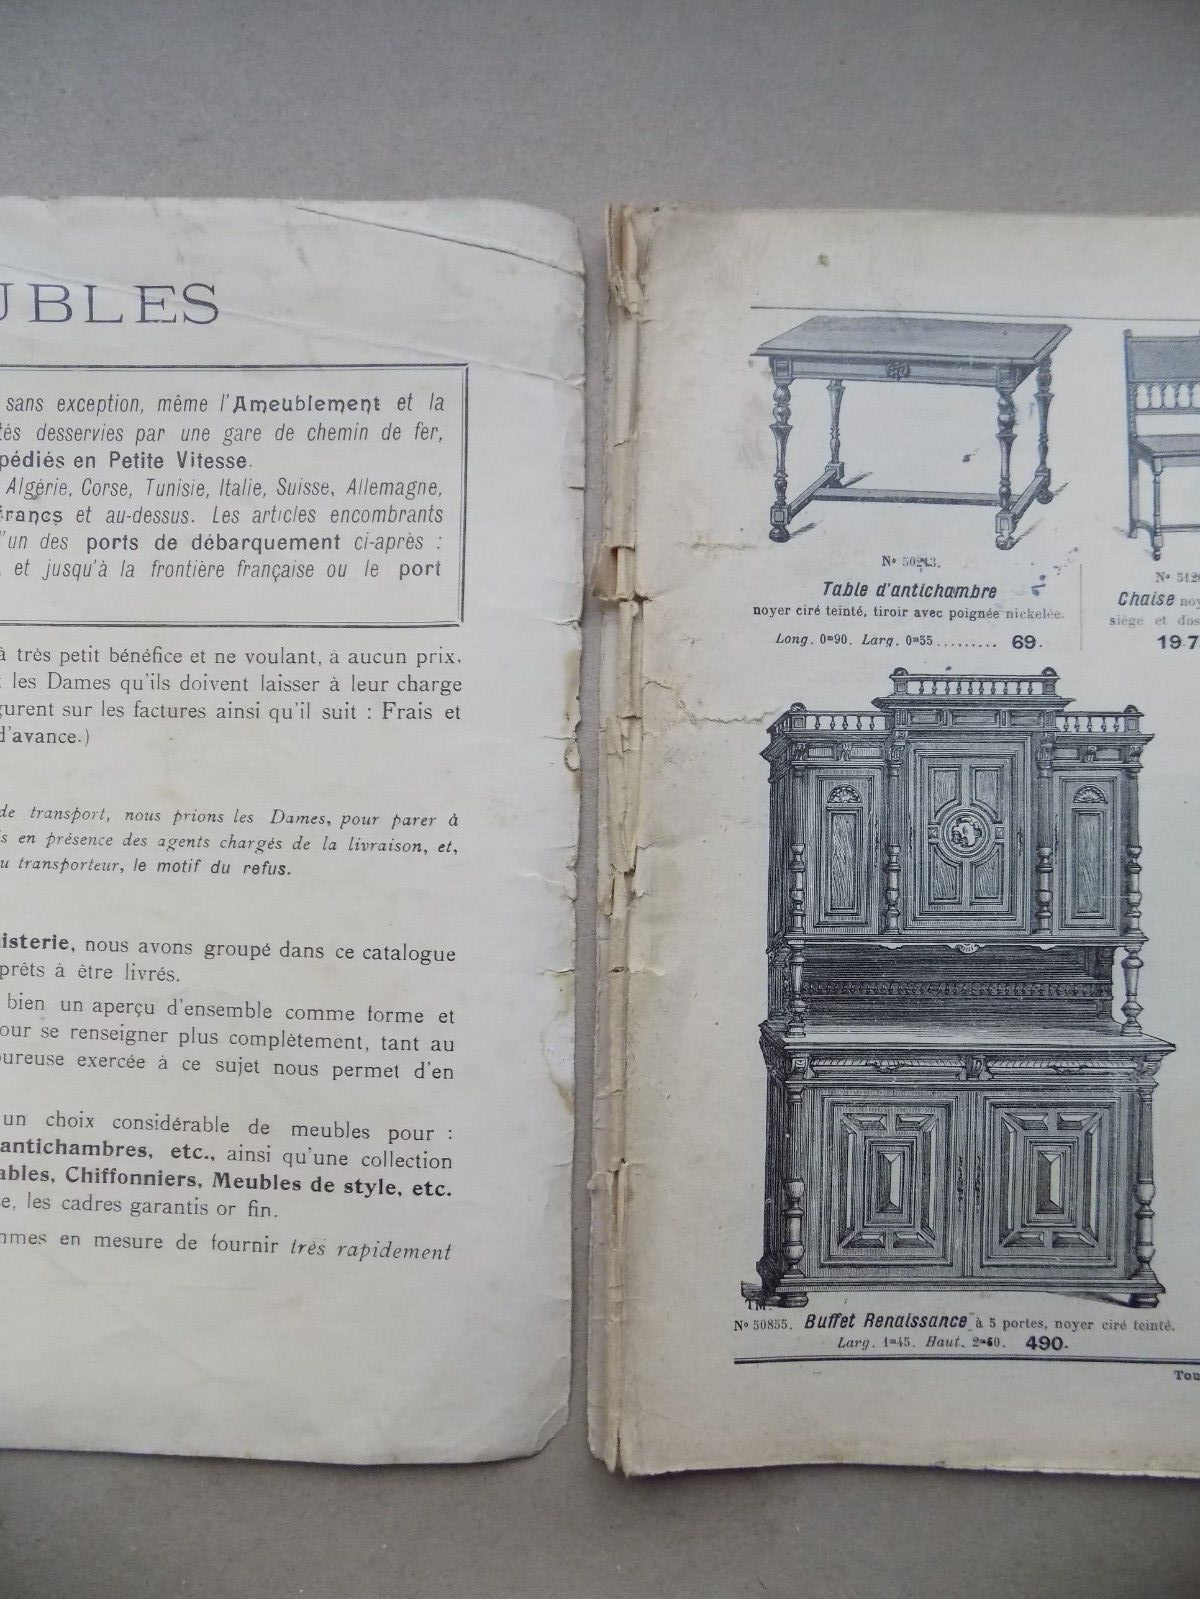 UBLES
sans exception, même l'Ameublement et la
tés desservies par une gare de chemin de fer,
pédiés en Petite Vitesse.
Algérie, Corse, Tunisie, Italie, Suisse, Allemagne,
francs et au-dessus. Les articles encombrants
l'un des ports de débarquement ci-après :
, et jusqu'à la frontière française ou le port
à très petit bénéfice et ne voulant, à aucun prix,
les Dames qu'ils doivent laisser à leur charge
gurent sur les factures ainsi qu'il suit : Frais et
d'avance.)
de transport, nous prions les Dames, pour parer à
s en présence des agents chargés de la livraison, et,
u transporteur, le motif du refus.
isterie, nous avons groupé dans ce catalogue
prêts à être livrés.
bien un aperçu d'ensemble comme forme et
our se renseigner plus complètement, tant au
oureuse exercée à ce sujet nous permet d'en
un choix considérable de meubles pour :
antichambres, etc., ainsi qu'une collection
ables, Chiffonniers, Meubles de style, etc.
e, les cadres garantis or fin.
mmes en mesure de fournir très rapidement
No 50243.
Table d'antichambre
noyer ciré teinté, tiroir avec poignée nickelée.
Long. 0m90. Larg. 0m55 ......... 69.
No 512
Chaise noy
siège et dos
19.7
TM.
No 50855. Buffet Renaissance à 5 portes, noyer ciré teinté.
Larg. 1m45. Haut. 2m60. 490.
Tou